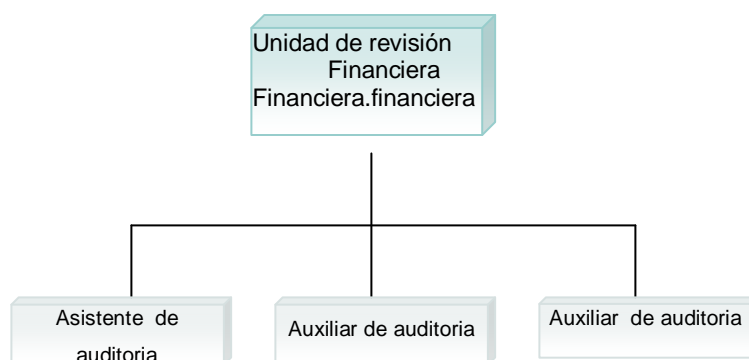 Unidad de revisión
Financiera
Financiera.financiera
Asistente de
auditoria
Auxiliar de auditoria
Auxiliar de auditoria